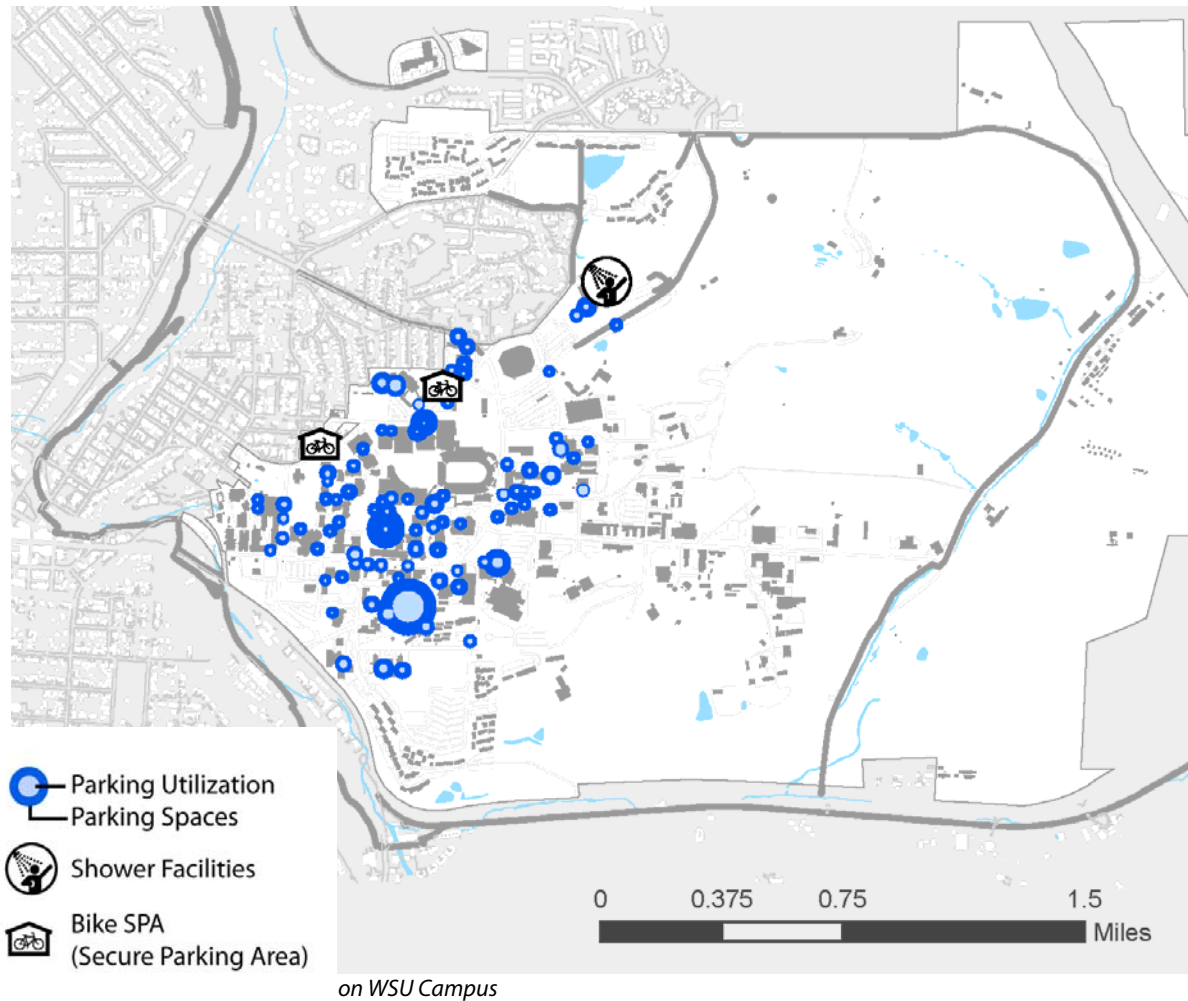 Parking Utilization
Parking Spaces
Shower Facilities
Bike SPA
(Secure Parking Area)
0 0.375 0.75 1.5
Miles
on WSU Campus